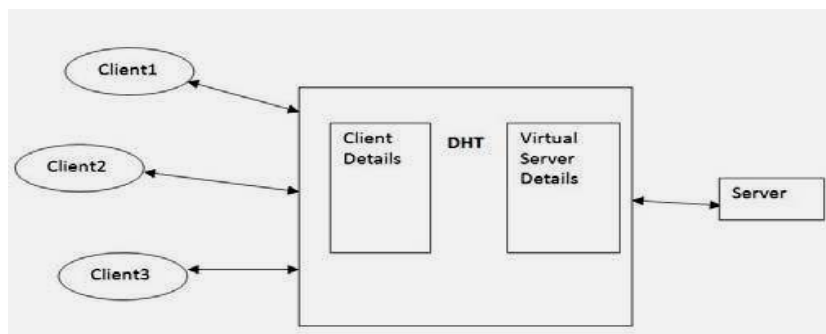 Client1
Client2
Client3
Client
Details
DHT
Virtual
Server
Details
Server